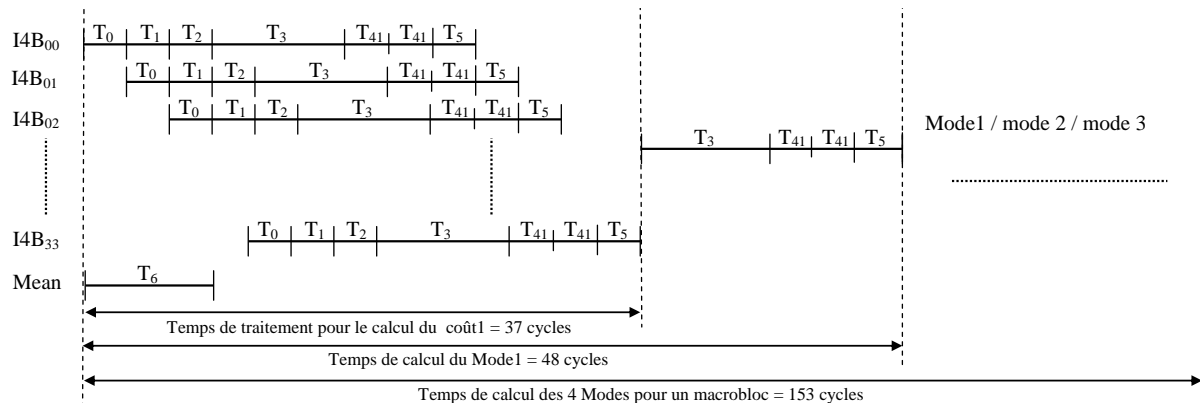 I4B00 T0 T1 T2 T3 T41 T41 T5
I4B01 T0 T1 T2 T3 T41 T41 T5
I4B02 T0 T1 T2 T3 T41 T41 T5
Mode1 / mode 2 / mode 3
T3 T41 T41 T5
I4B33 T0 T1 T2 T3 T41 T41 T5
Mean T6
Temps de traitement pour le calcul du coût1 = 37 cycles
Temps de calcul du Mode1 = 48 cycles
Temps de calcul des 4 Modes pour un macrobloc = 153 cycles